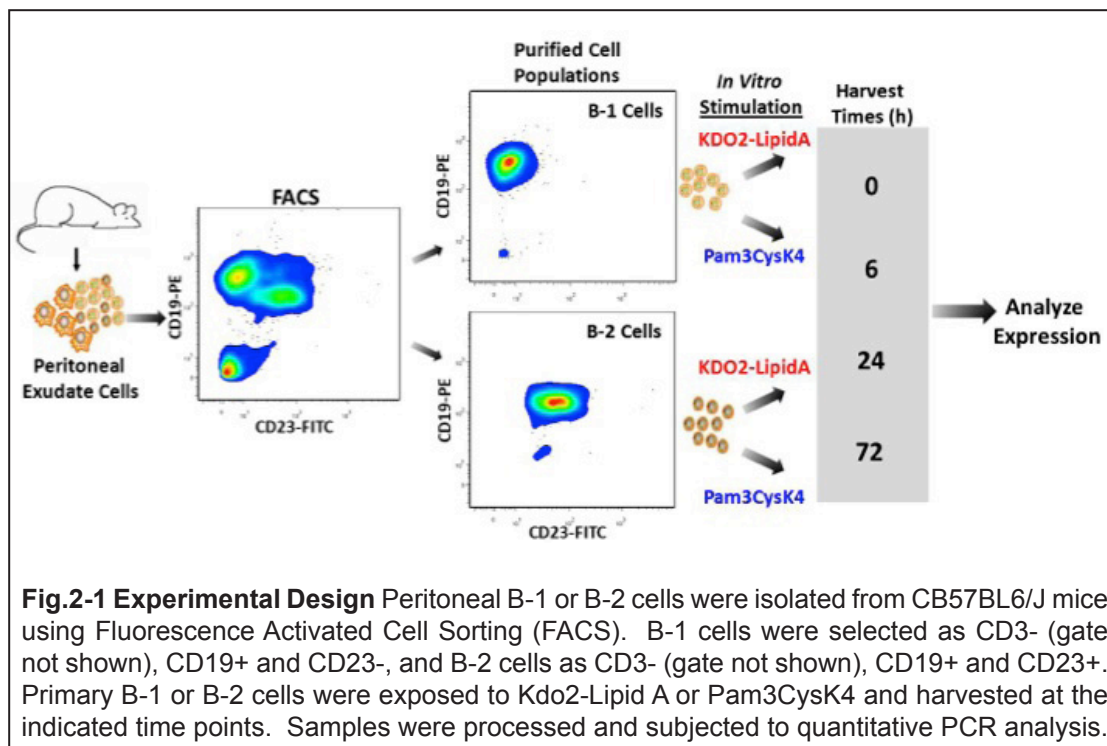 Purified Cell
Populations
In Vitro
Stimulation
Harvest
Times (h)
B-1 Cells
KDO2-LipidA
CD19-PE
FACS
0
Pam3CysK4
6
CD19-PE
CD23-FITC
Peritoneal
Exudate Cells
B-2 Cells
CD19-PE
CD23-FITC
KDO2-LipidA
24
72
Pam3CysK4
Analyze
Expression
Fig.2-1 Experimental Design Peritoneal B-1 or B-2 cells were isolated from CB57BL6/J mice
using Fluorescence Activated Cell Sorting (FACS). B-1 cells were selected as CD3- (gate
not shown), CD19+ and CD23-, and B-2 cells as CD3- (gate not shown), CD19+ and CD23+.
Primary B-1 or B-2 cells were exposed to Kdo2-Lipid A or Pam3CysK4 and harvested at the
indicated time points. Samples were processed and subjected to quantitative PCR analysis.